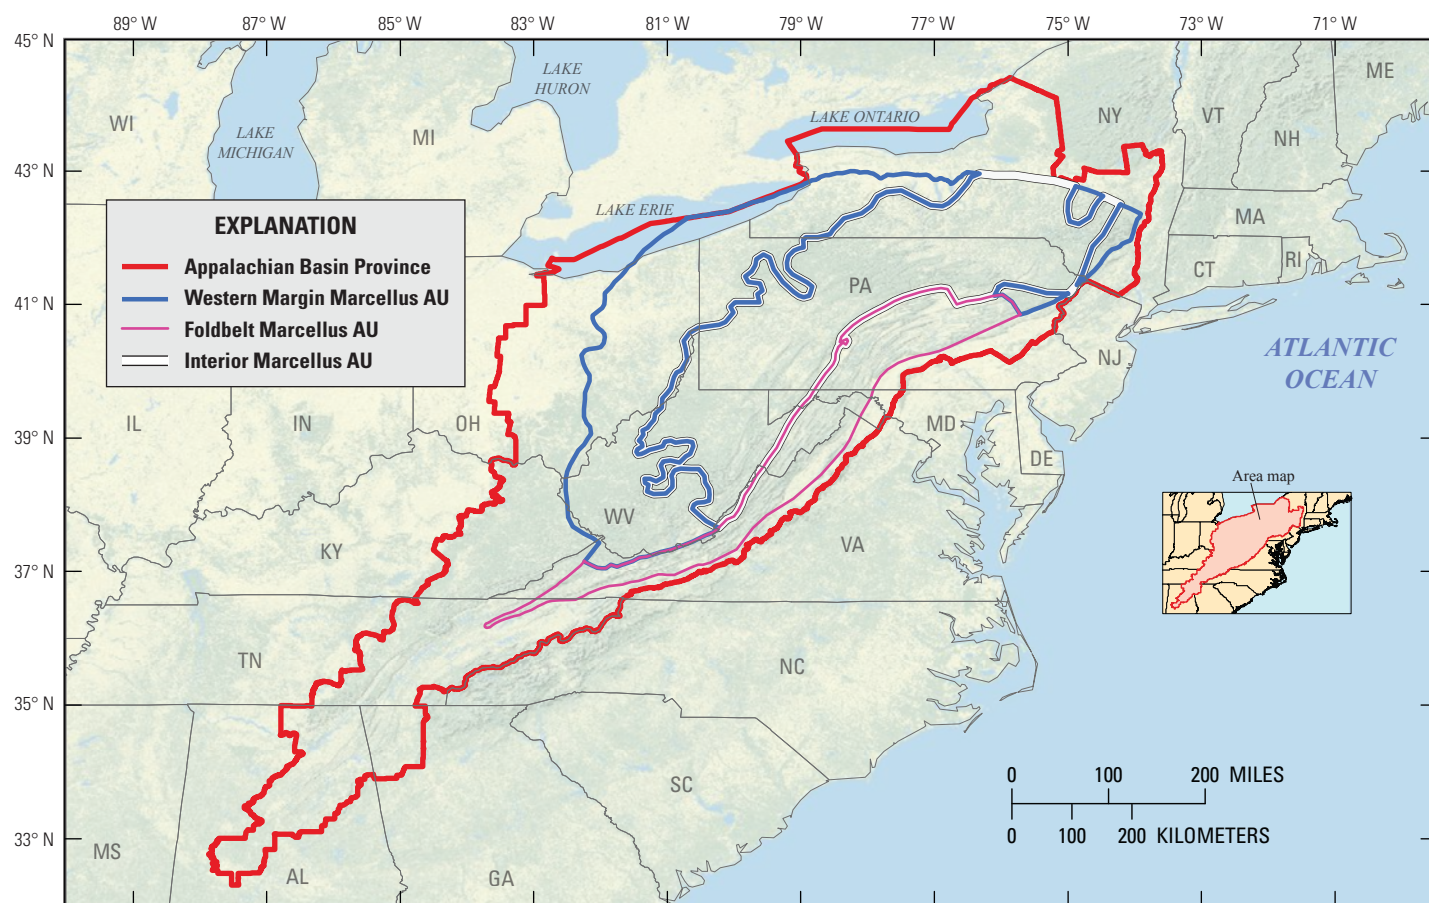 89° W
87° W
85° W
83° W
81° W
79° W
77° W
75° W
73° W
71° W
45° N
43° N
41° N
39° N
37° N
35° N
33° N
WI
LAKE
MICHIGAN
MI
LAKE
HURON
LAKE ONTARIO
LAKE ERIE
NY
VT
NH
ME
MA
CT
RI
PA
NJ
MD
DE
OH
IN
IL
WV
VA
KY
TN
NC
SC
GA
AL
MS
ATLANTIC
OCEAN
EXPLANATION
Appalachian Basin Province
Western Margin Marcellus AU
Foldbelt Marcellus AU
Interior Marcellus AU
Area map
0 100 200 MILES
0 100 200 KILOMETERS